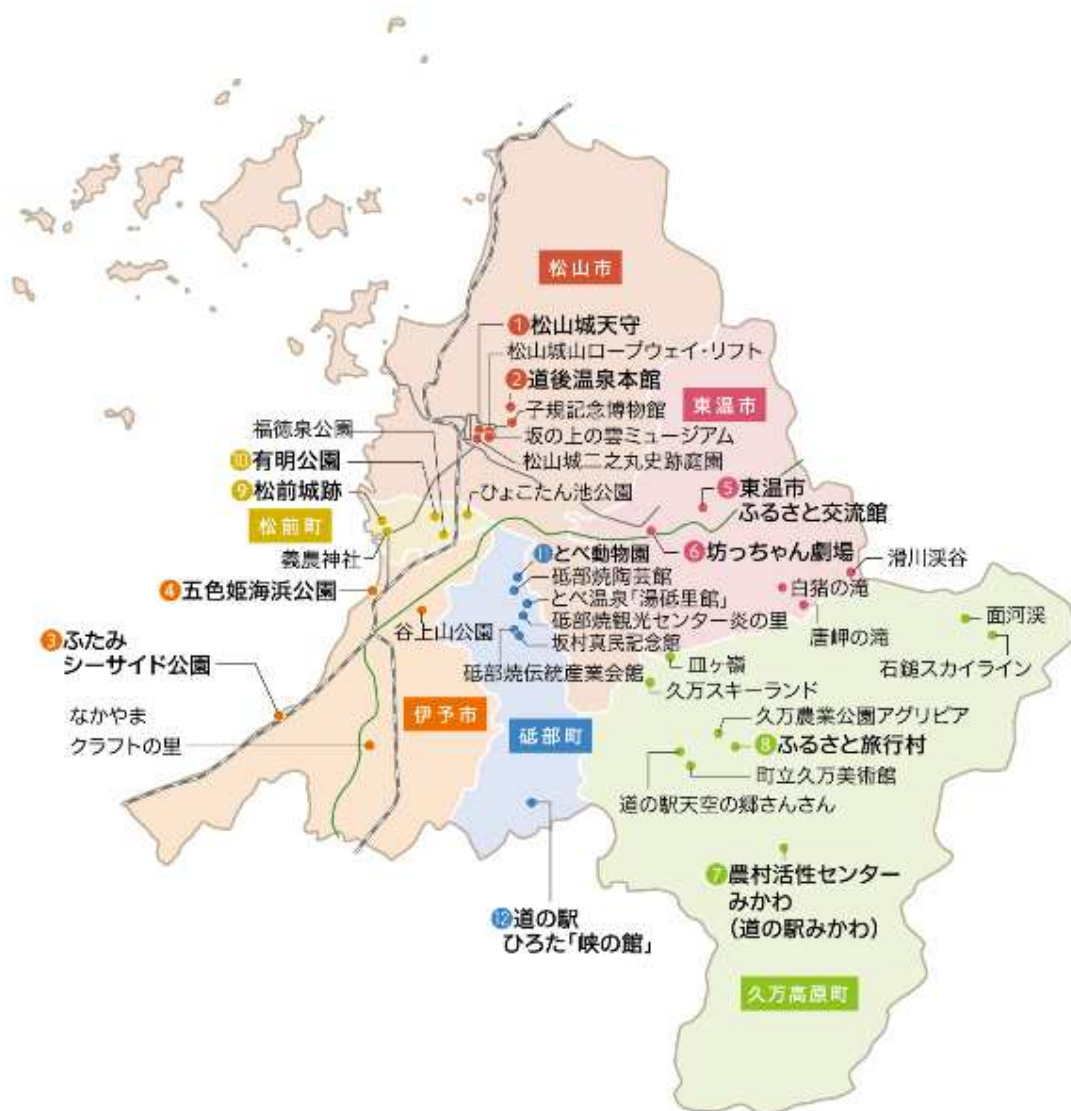 松山市
❶松山城天守
松山城山ロープウェイ・リフト
❷道後温泉本館
東温市
子規記念博物館
福徳泉公園
坂の上の雲ミュージアム
❿有明公園
松山城二之丸史跡庭園
❾松前城跡
ひょこたん池公園
❺東温市
ふるさと交流館
松前町
義農神社
⓫とべ動物園
❻坊っちゃん劇場
滑川渓谷
砥部焼陶芸館
❹五色姫海浜公園
白猪の滝
とべ温泉「湯砥里館」
砥部焼観光センター炎の里
面河渓
谷上山公園
唐岬の滝
❸ふたみ
シーサイド公園
坂村真民記念館
石鎚スカイライン
砥部焼伝統産業会館
皿ヶ嶺
久万スキーランド
なかやま
クラフトの里
伊予市
砥部町
久万農業公園アグリピア
❽ふるさと旅行村
町立久万美術館
道の駅天空の郷さんさん
❼農村活性センター
みかわ
(道の駅みかわ)
⓬道の駅
ひろた「峡の館」
久万高原町